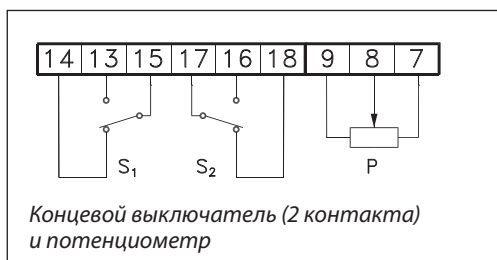 14 13 15 17 16 18 9 8 7
S₁ S₂ P
Концевой выключатель (2 контакта)
и потенциометр